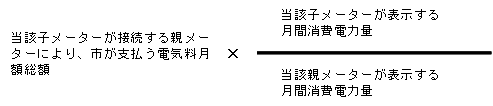 当該子メーターが接続する親メ
ーターにより、市が支払う電気料月
額総額
×
当該子メーターが表示する
月間消費電力量
当該親メーターが表示する
月間消費電力量